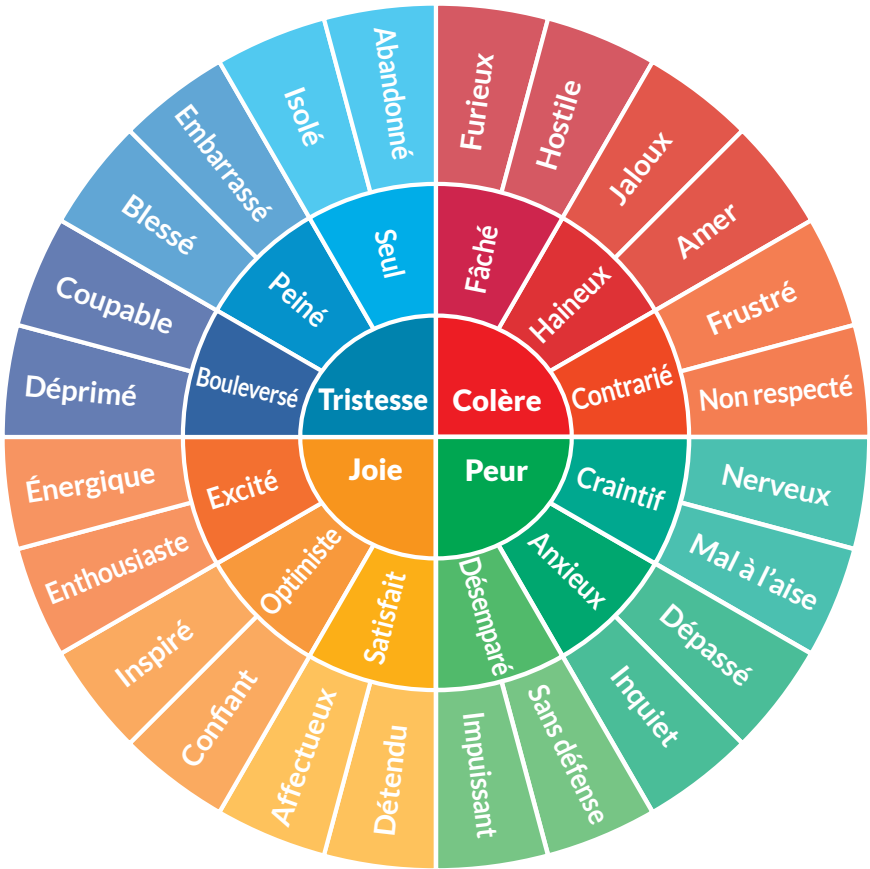 Colère
Fâché
Furieux
Hostile
Haineux
Jaloux
Amer
Contrarié
Frustré
Non respecté
Peur
Craintif
Nerveux
Mal à l'aise
Anxieux
Dépassé
Inquiet
Désemparé
Sans défense
Impuissant
Joie
Satisfait
Détendu
Affectueux
Optimiste
Confiant
Inspiré
Excité
Enthousiaste
Énergique
Tristesse
Bouleversé
Déprimé
Coupable
Peiné
Blessé
Embarrassé
Seul
Isolé
Abandonné